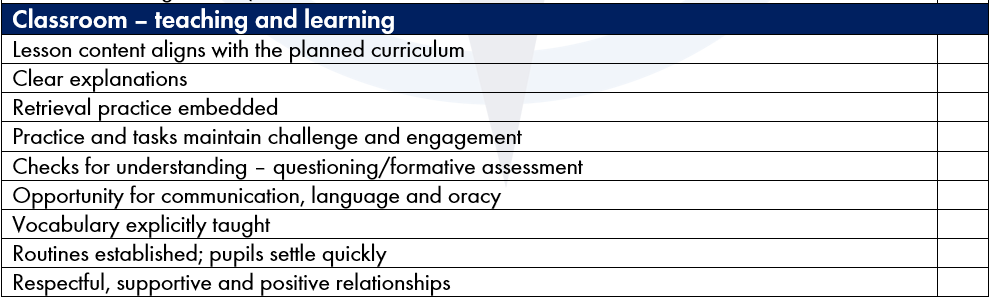 Classroom – teaching and learning
Lesson content aligns with the planned curriculum
Clear explanations
Retrieval practice embedded
Practice and tasks maintain challenge and engagement
Checks for understanding – questioning/formative assessment
Opportunity for communication, language and oracy
Vocabulary explicitly taught
Routines established; pupils settle quickly
Respectful, supportive and positive relationships